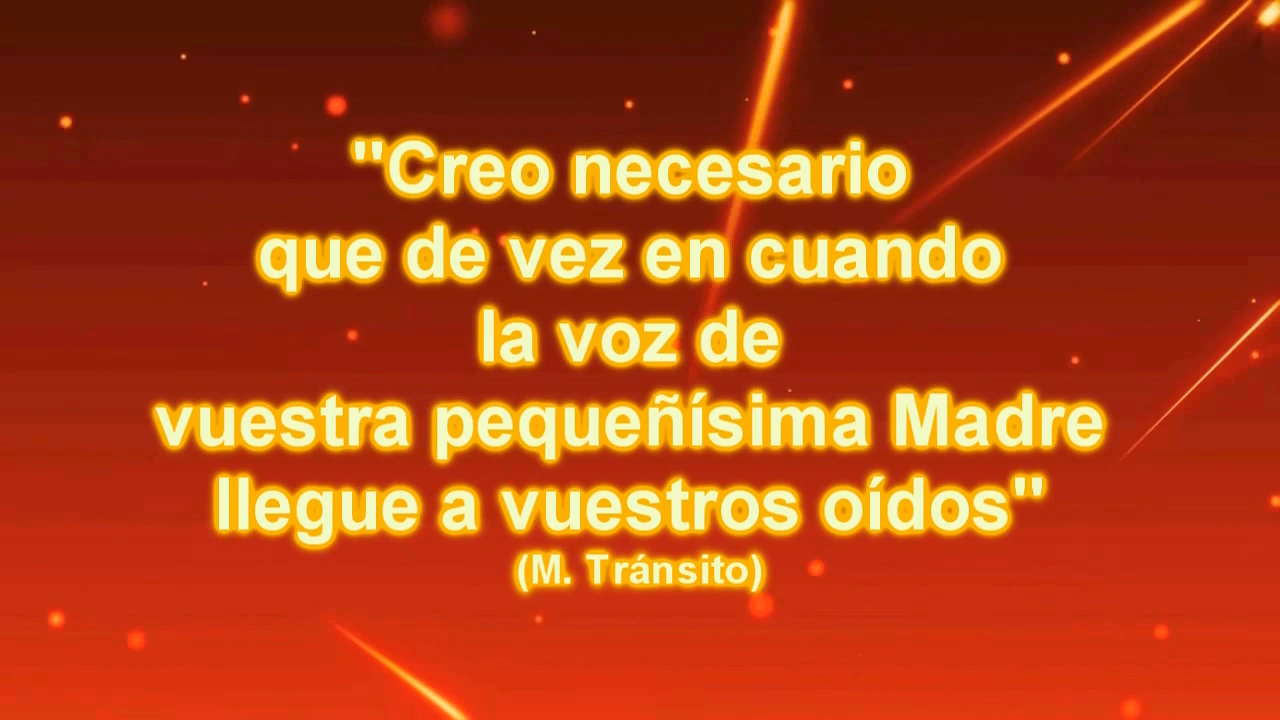 "Creo necesario
que de vez en cuando
la voz de
vuestra pequeñísima Madre
llegue a vuestros oídos"
(M. Tránsito)